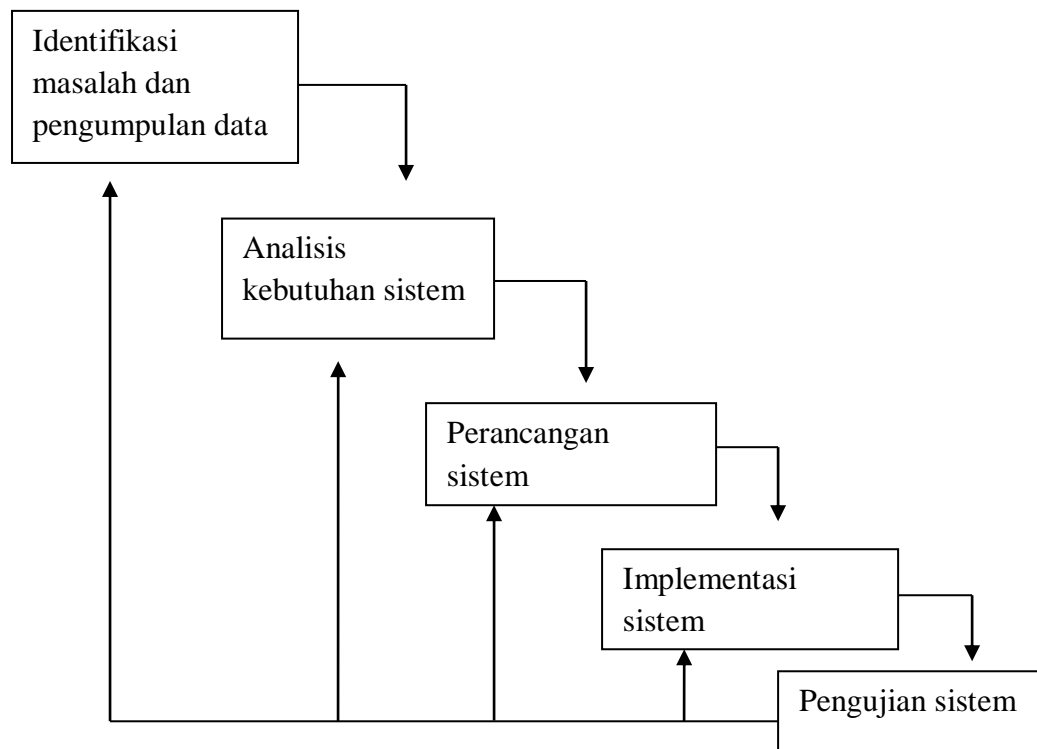 Identifikasi
masalah dan
pengumpulan data
Analisis
kebutuhan sistem
Perancangan
sistem
Implementasi
sistem
Pengujian sistem